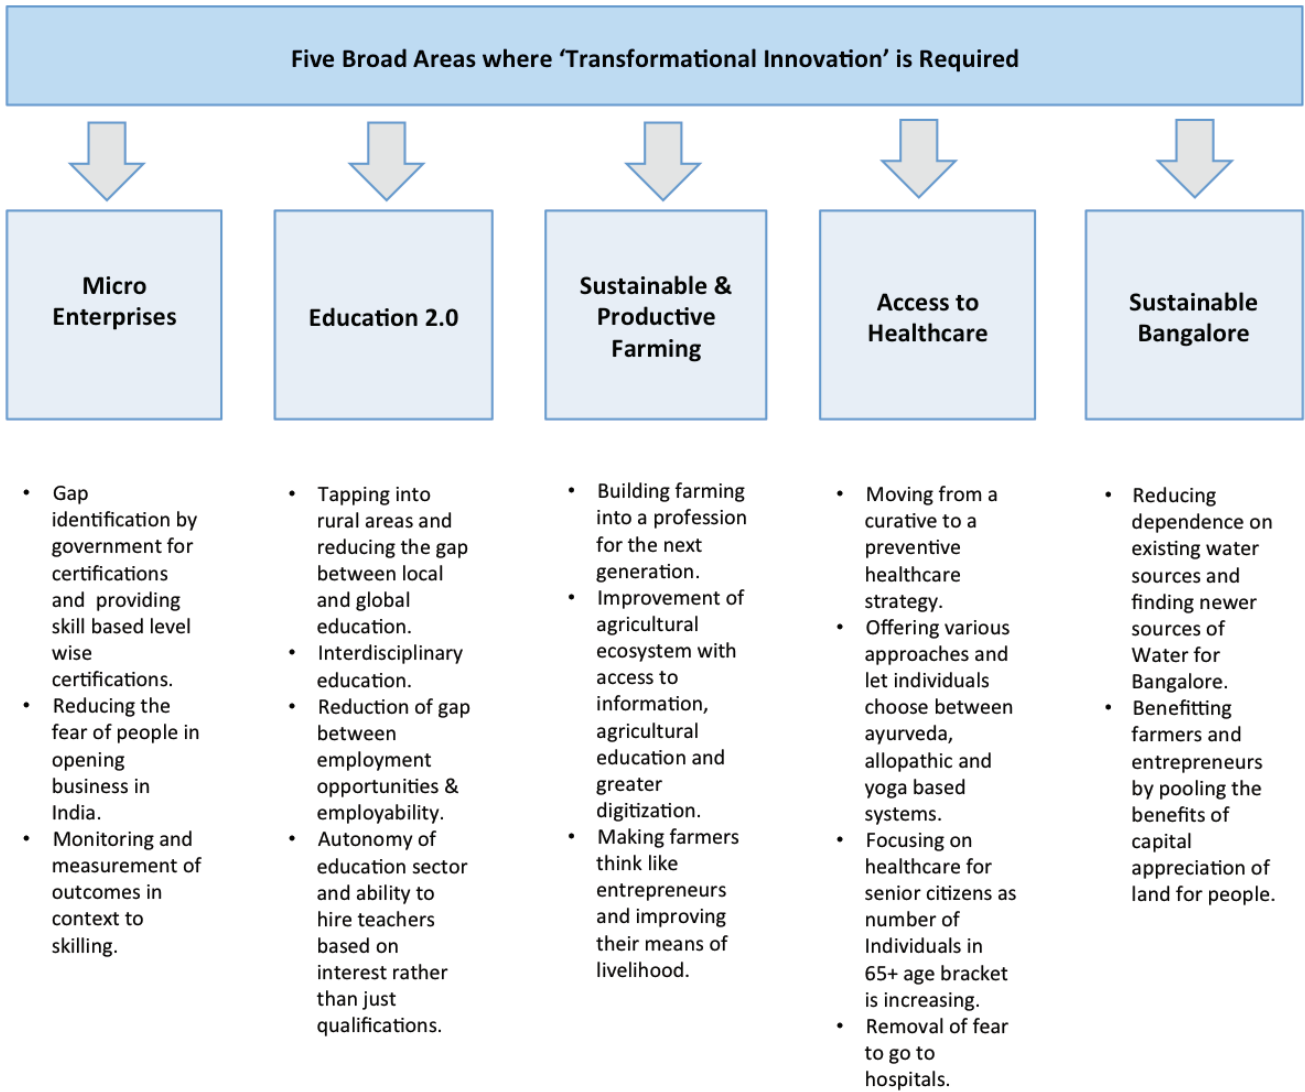 Five Broad Areas where ‘Transformational Innovation’ is Required
Micro
Enterprises
Education 2.0
Sustainable &
Productive
Farming
Access to
Healthcare
Sustainable
Bangalore
• Gap
identification by
government for
certifications
and providing
skill based level
wise
certifications.
• Reducing the
fear of people in
opening
business in
India.
• Monitoring and
measurement of
outcomes in
context to
skilling.
• Tapping into
rural areas and
reducing the gap
between local
and global
education.
• Interdisciplinary
education.
• Reduction of gap
between
employment
opportunities &
employability.
• Autonomy of
education sector
and ability to
hire teachers
based on
interest rather
than just
qualifications.
• Building farming
into a profession
for the next
generation.
• Improvement of
agricultural
ecosystem with
access to
information,
agricultural
education and
greater
digitization.
• Making farmers
think like
entrepreneurs
and improving
their means of
livelihood.
• Moving from a
curative to a
preventive
healthcare
strategy.
• Offering various
approaches and
let individuals
choose between
ayurveda,
allopathic and
yoga based
systems.
• Focusing on
healthcare for
senior citizens as
number of
Individuals in
65+ age bracket
is increasing.
• Removal of fear
to go to
hospitals.
• Reducing
dependence on
existing water
sources and
finding newer
sources of
Water for
Bangalore.
• Benefitting
farmers and
entrepreneurs
by pooling the
benefits of
capital
appreciation of
land for people.